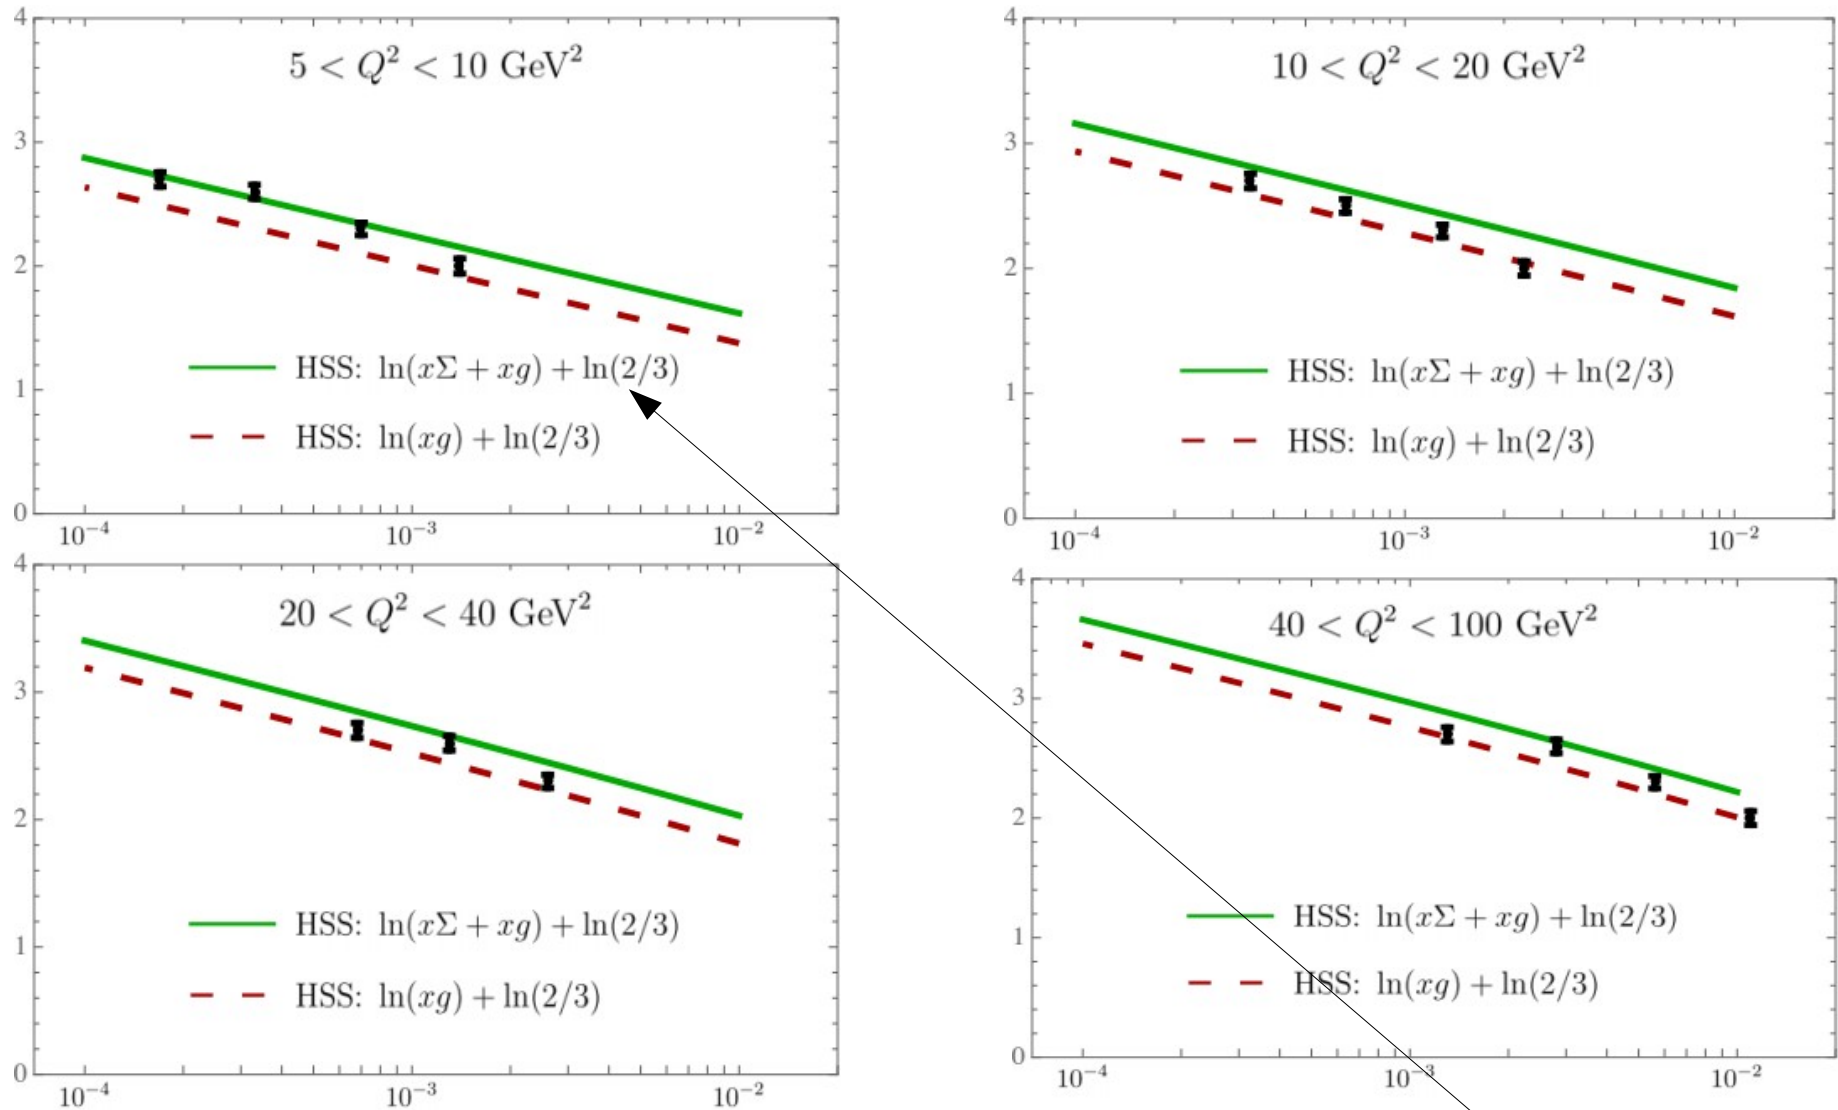 4
3
2
1
0
5 < Q² < 10 GeV²
HSS: ln(xΣ + xg) + ln(2/3)
HSS: ln(xg) + ln(2/3)
10⁻⁴ 10⁻³ 10⁻²
4
3
2
1
0
10 < Q² < 20 GeV²
HSS: ln(xΣ + xg) + ln(2/3)
HSS: ln(xg) + ln(2/3)
10⁻⁴ 10⁻³ 10⁻²
4
3
2
1
0
20 < Q² < 40 GeV²
HSS: ln(xΣ + xg) + ln(2/3)
HSS: ln(xg) + ln(2/3)
10⁻⁴ 10⁻³ 10⁻²
4
3
2
1
0
40 < Q² < 100 GeV²
HSS: ln(xΣ + xg) + ln(2/3)
HSS: ln(xg) + ln(2/3)
10⁻⁴ 10⁻³ 10⁻²